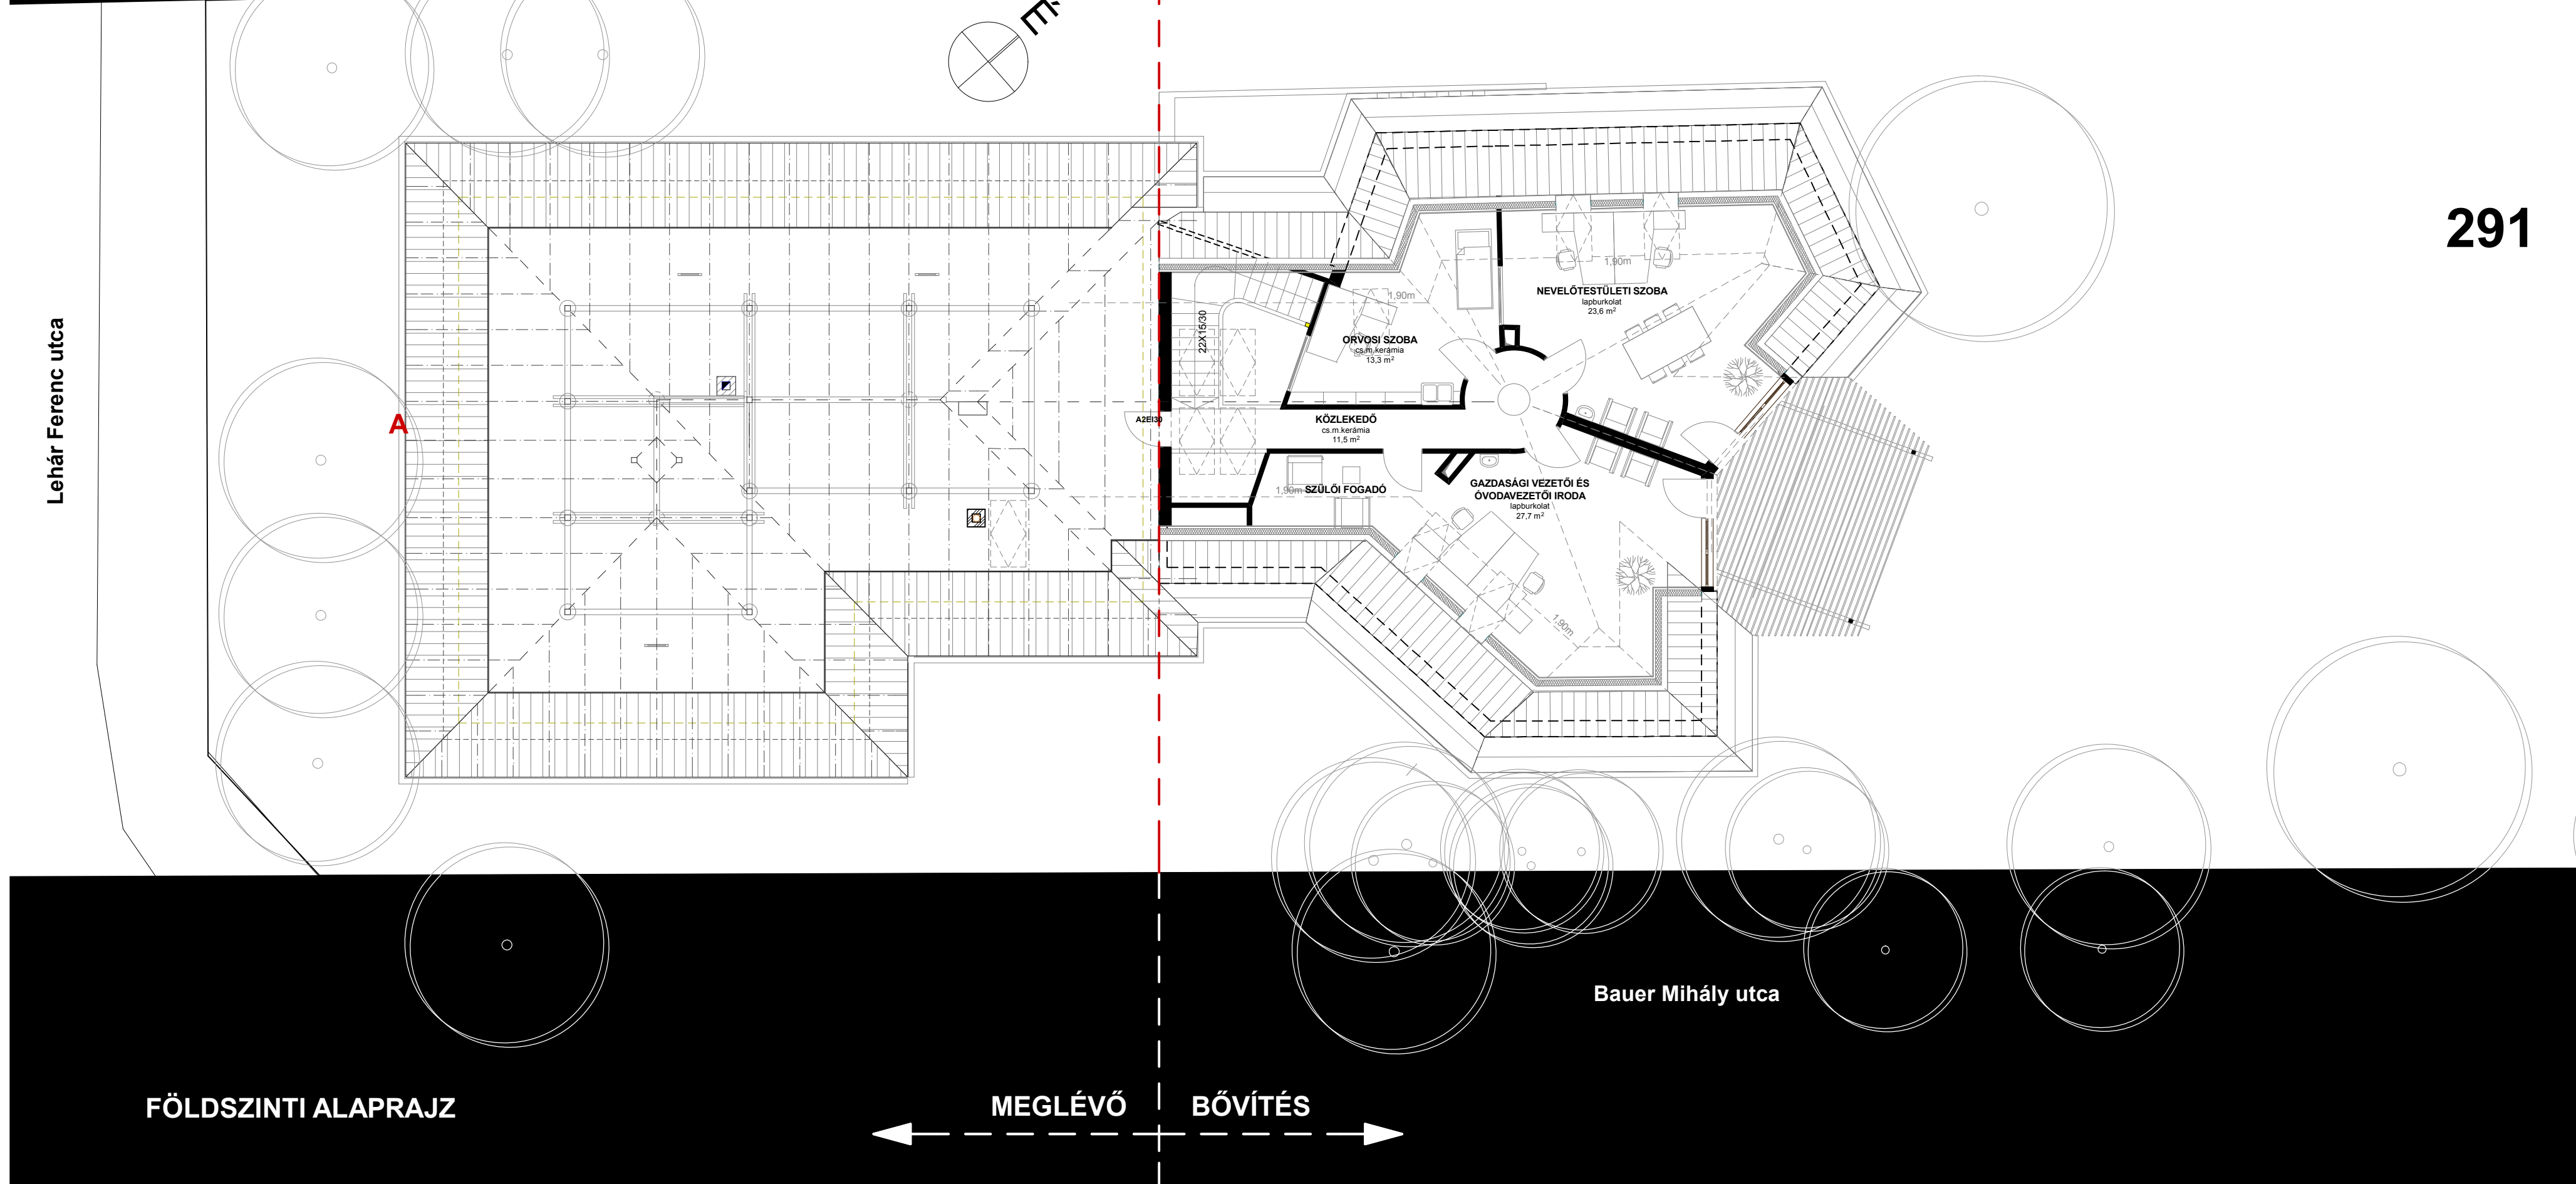 É
291
Lehár Ferenc utca
A
22X15/30
A2EI30
1,90m
ORVOSI SZOBA
cs.m.kerámia
13,3 m²
1,90m
NEVELŐTESTÜLETI SZOBA
lapburkolat
23,6 m²
KÖZLEKEDŐ
cs.m.kerámia
11,5 m²
1,90m
SZÜLŐI FOGADÓ
GAZDASÁGI VEZETŐI ÉS
ÓVODAVEZETŐI IRODA
lapburkolat
27,7 m²
1,90m
Bauer Mihály utca
FÖLDSZINTI ALAPRAJZ
MEGLÉVŐ
BŐVÍTÉS